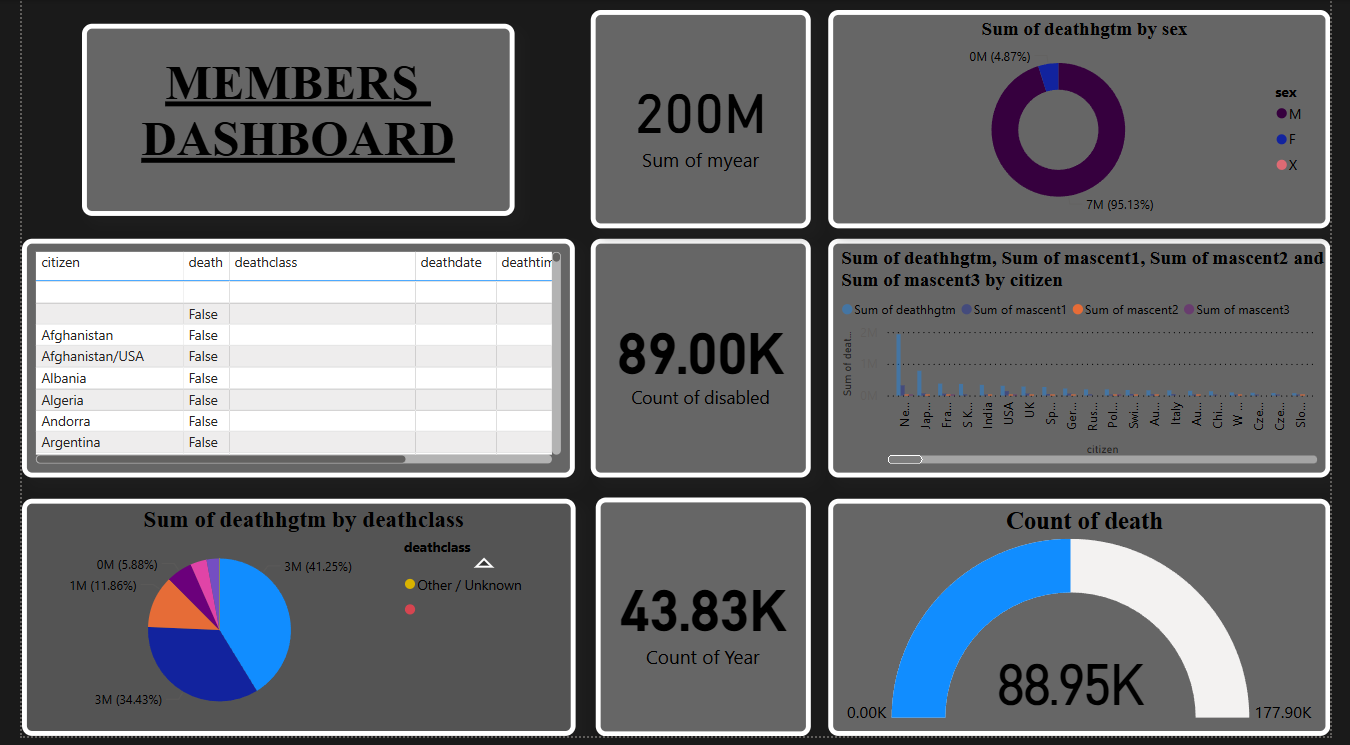 MEMBERS
DASHBOARD
200M
Sum of myear
Sum of deathhgtm by sex
0M (4.87%)
7M (95.13%)
sex
M
F
X
citizen death deathclass deathdate deathtim
False
Afghanistan False
Afghanistan/USA False
Albania False
Algeria False
Andorra False
Argentina False
89.00K
Count of disabled
Sum of deathhgtm, Sum of mascent1, Sum of mascent2 and
Sum of mascent3 by citizen
Sum of deathhgtm Sum of mascent1 Sum of mascent2 Sum of mascent3
Sum of deat...
2M
1M
0M
Ne... Jap... Fra... S K... India USA UK Sp... Ger... Rus... Pol... Swi... Au... Italy Au... Chi... W ... Cze... Cze... Slo...
citizen
Sum of deathhgtm by deathclass
0M (5.88%)
1M (11.86%)
3M (34.43%)
3M (41.25%)
deathclass
Other / Unknown
43.83K
Count of Year
Count of death
88.95K
0.00K
177.90K